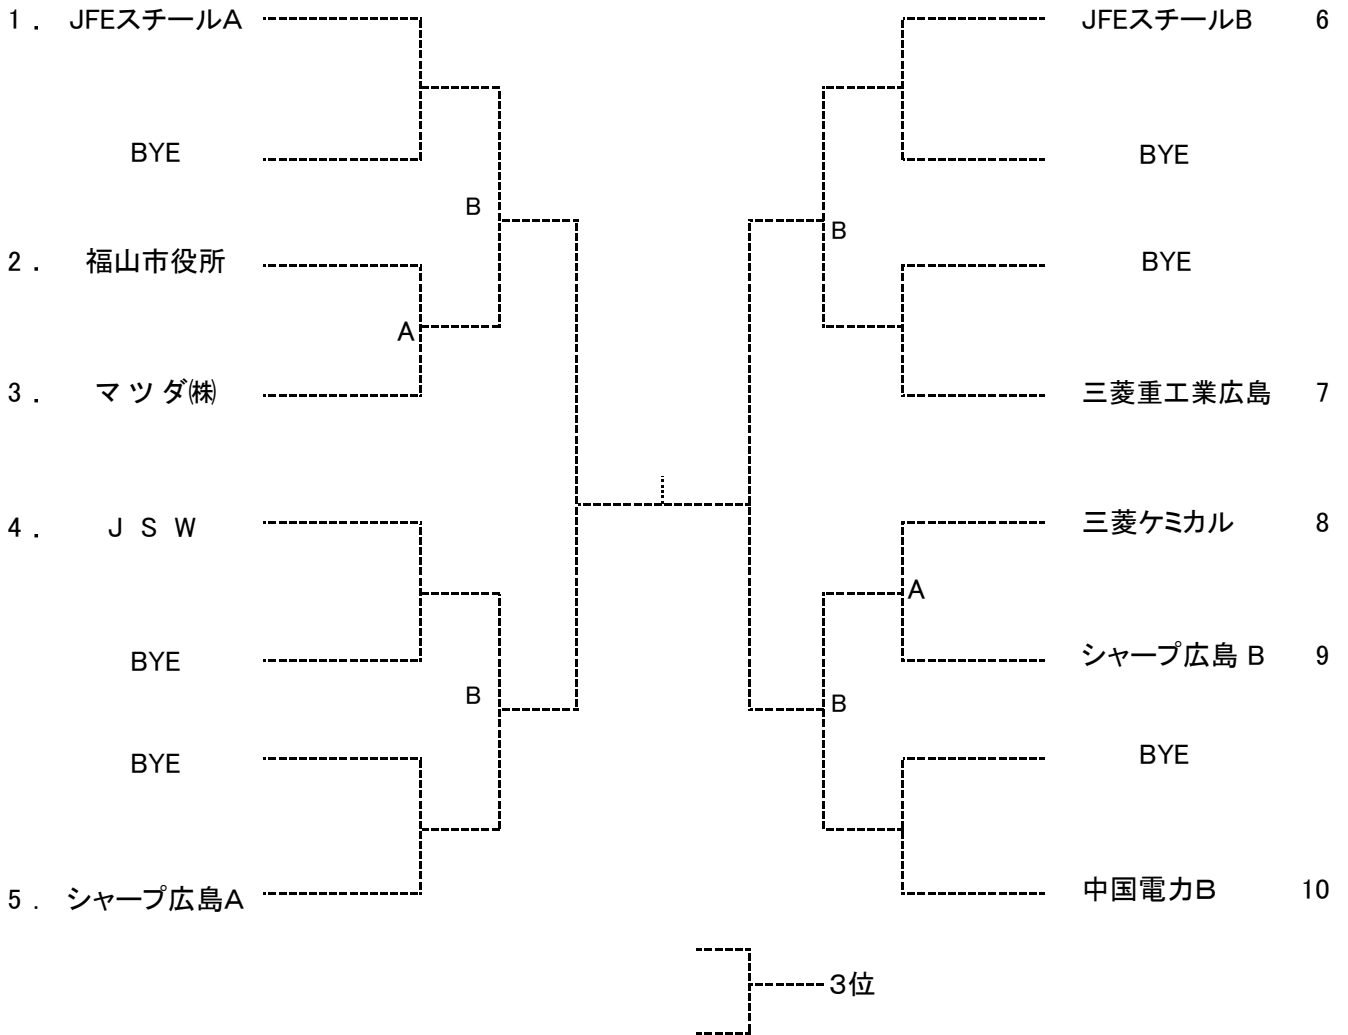 1. JFEスチールA
BYE
B
2. 福山市役所
A
3. マツダ㈱
4. J S W
BYE
B
BYE
5. シャープ広島A
JFEスチールB 6
BYE
B
BYE
三菱重工業広島 7
三菱ケミカル 8
A
シャープ広島 B 9
B
BYE
中国電力B 10
3位